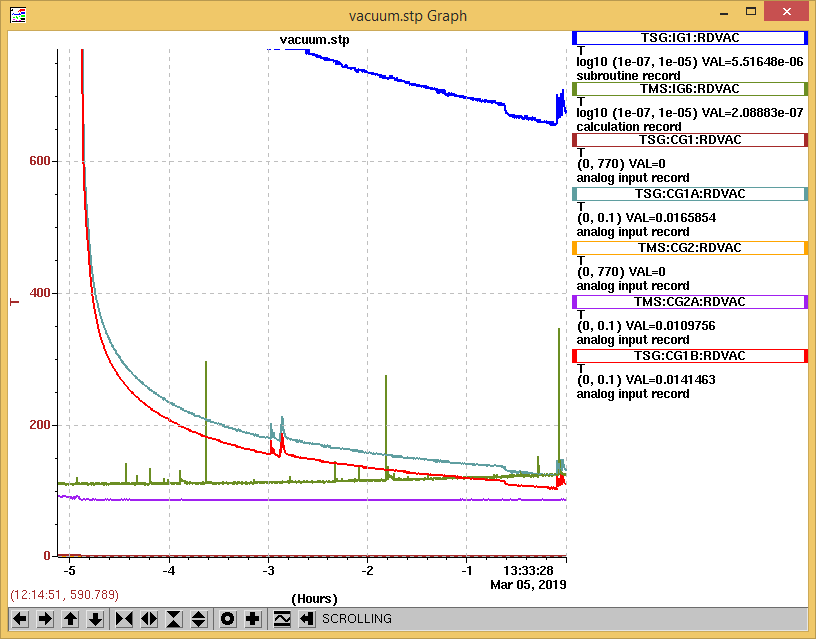 vacuum.stp Graph
vacuum.stp
600
400
200
0
T
-5
-4
-3
-2
-1
13:33:28
Mar 05, 2019
(Hours)
(12:14:51, 590.789)
TSG:IG1:RDVAC
T
log10 (1e-07, 1e-05) VAL=5.51648e-06
subroutine record
TMS:IG6:RDVAC
T
log10 (1e-07, 1e-05) VAL=2.08883e-07
calculation record
TSG:CG1:RDVAC
T
(0, 770) VAL=0
analog input record
TSG:CG1A:RDVAC
T
(0, 0.1) VAL=0.0165854
analog input record
TMS:CG2:RDVAC
T
(0, 770) VAL=0
analog input record
TMS:CG2A:RDVAC
T
(0, 0.1) VAL=0.0109756
analog input record
TSG:CG1B:RDVAC
T
(0, 0.1) VAL=0.0141463
analog input record
SCROLLING